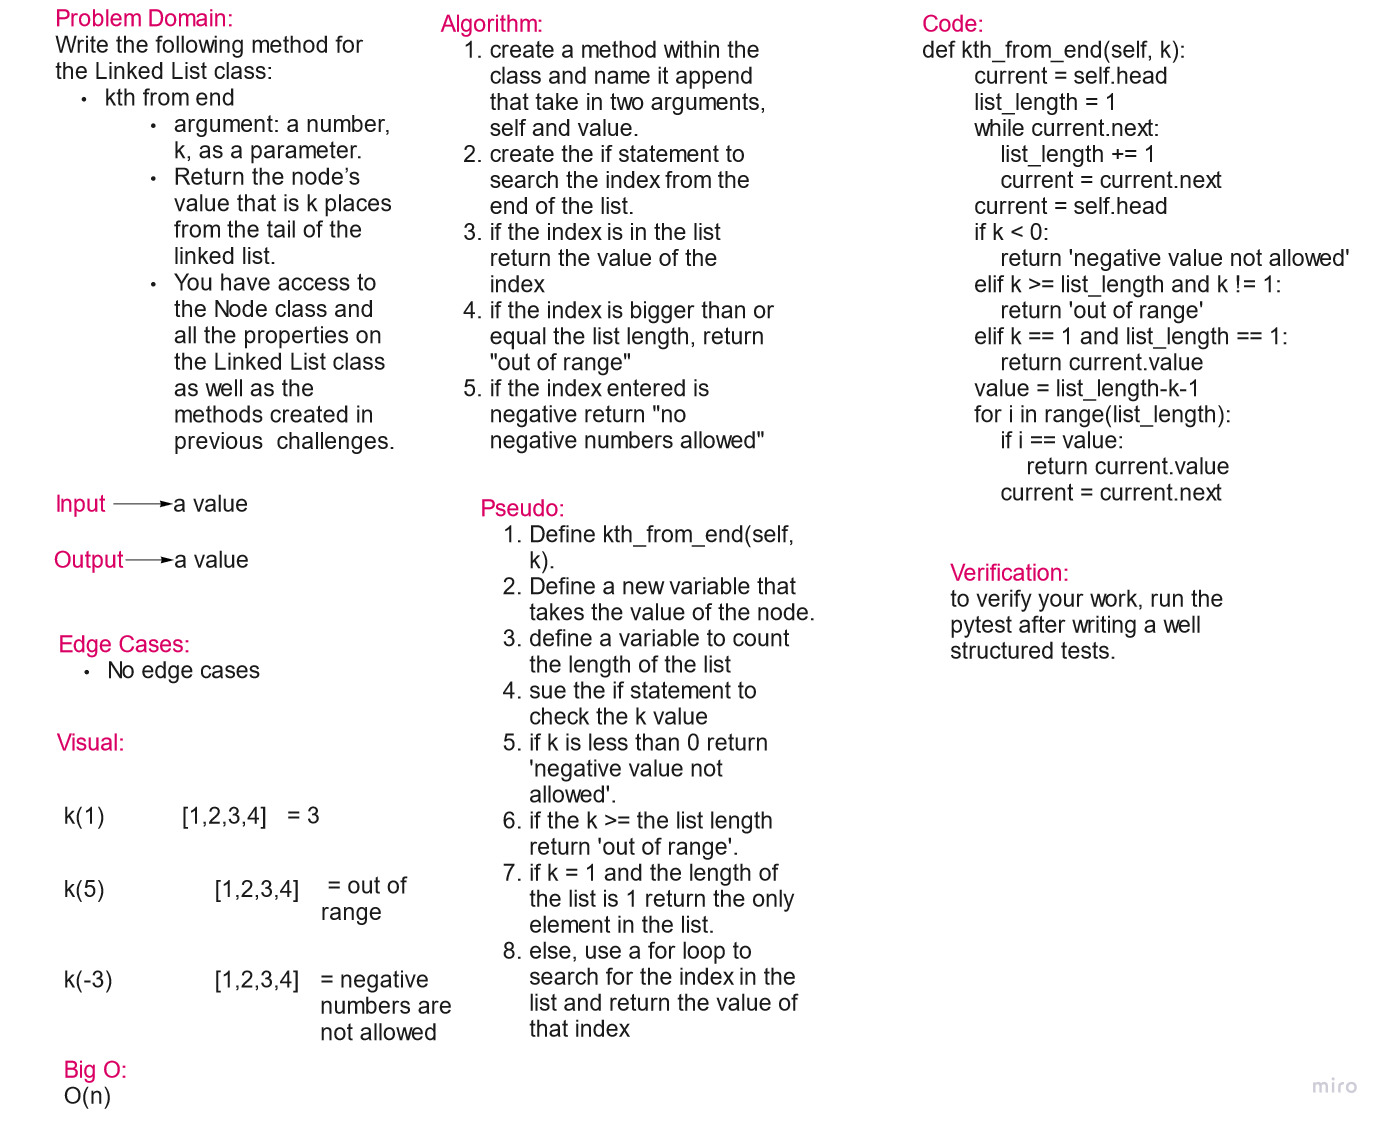 Problem Domain:
Write the following method for
the Linked List class:
• kth from end
• argument: a number,
k, as a parameter.
• Return the node’s
value that is k places
from the tail of the
linked list.
• You have access to
the Node class and
all the properties on
the Linked List class
as well as the
methods created in
previous challenges.
Input a value
Output a value
Edge Cases:
• No edge cases
Visual:
k(1) [1,2,3,4] = 3
k(5) [1,2,3,4] = out of
range
k(-3) [1,2,3,4] = negative
numbers are
not allowed
Big O:
O(n)
Algorithm:
1. create a method within the
class and name it append
that take in two arguments,
self and value.
2. create the if statement to
search the index from the
end of the list.
3. if the index is in the list
return the value of the
index
4. if the index is bigger than or
equal the list length, return
"out of range"
5. if the index entered is
negative return "no
negative numbers allowed"
Pseudo:
1. Define kth_from_end(self,
k).
2. Define a new variable that
takes the value of the node.
3. define a variable to count
the length of the list
4. sue the if statement to
check the k value
5. if k is less than 0 return
'negative value not
allowed'.
6. if the k >= the list length
return 'out of range'.
7. if k = 1 and the length of
the list is 1 return the only
element in the list.
8. else, use a for loop to
search for the index in the
list and return the value of
that index
Code:
def kth_from_end(self, k):
current = self.head
list_length = 1
while current.next:
list_length += 1
current = current.next
current = self.head
if k < 0:
return 'negative value not allowed'
elif k >= list_length and k != 1:
return 'out of range'
elif k == 1 and list_length == 1:
return current.value
value = list_length-k-1
for i in range(list_length):
if i == value:
return current.value
current = current.next
Verification:
to verify your work, run the
pytest after writing a well
structured tests.
miro